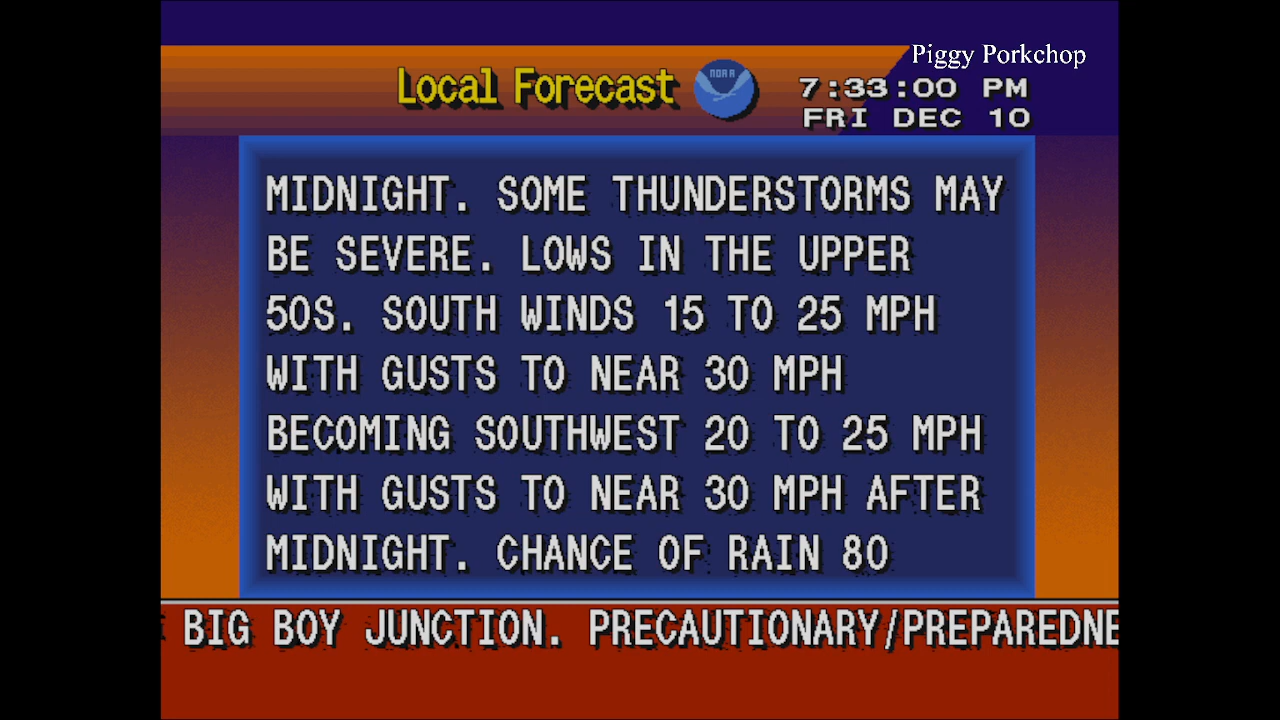 Piggy Porkchop
Local Forecast
NOAA
7:33:00 PM
FRI DEC 10
MIDNIGHT. SOME THUNDERSTORMS MAY
BE SEVERE. LOWS IN THE UPPER
50S. SOUTH WINDS 15 TO 25 MPH
WITH GUSTS TO NEAR 30 MPH
BECOMING SOUTHWEST 20 TO 25 MPH
WITH GUSTS TO NEAR 30 MPH AFTER
MIDNIGHT. CHANCE OF RAIN 80
BIG BOY JUNCTION. PRECAUTIONARY/PREPAREDNE